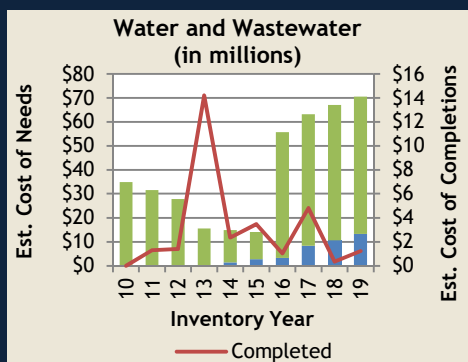 Water and Wastewater
(in millions)
Est. Cost of Needs
$80
$70
$60
$50
$40
$30
$20
$10
$0
$16
$14
$12
$10
$8
$6
$4
$2
$0
Est. Cost of Completions
10 11 12 13 14 15 16 17 18 19
Inventory Year
Completed